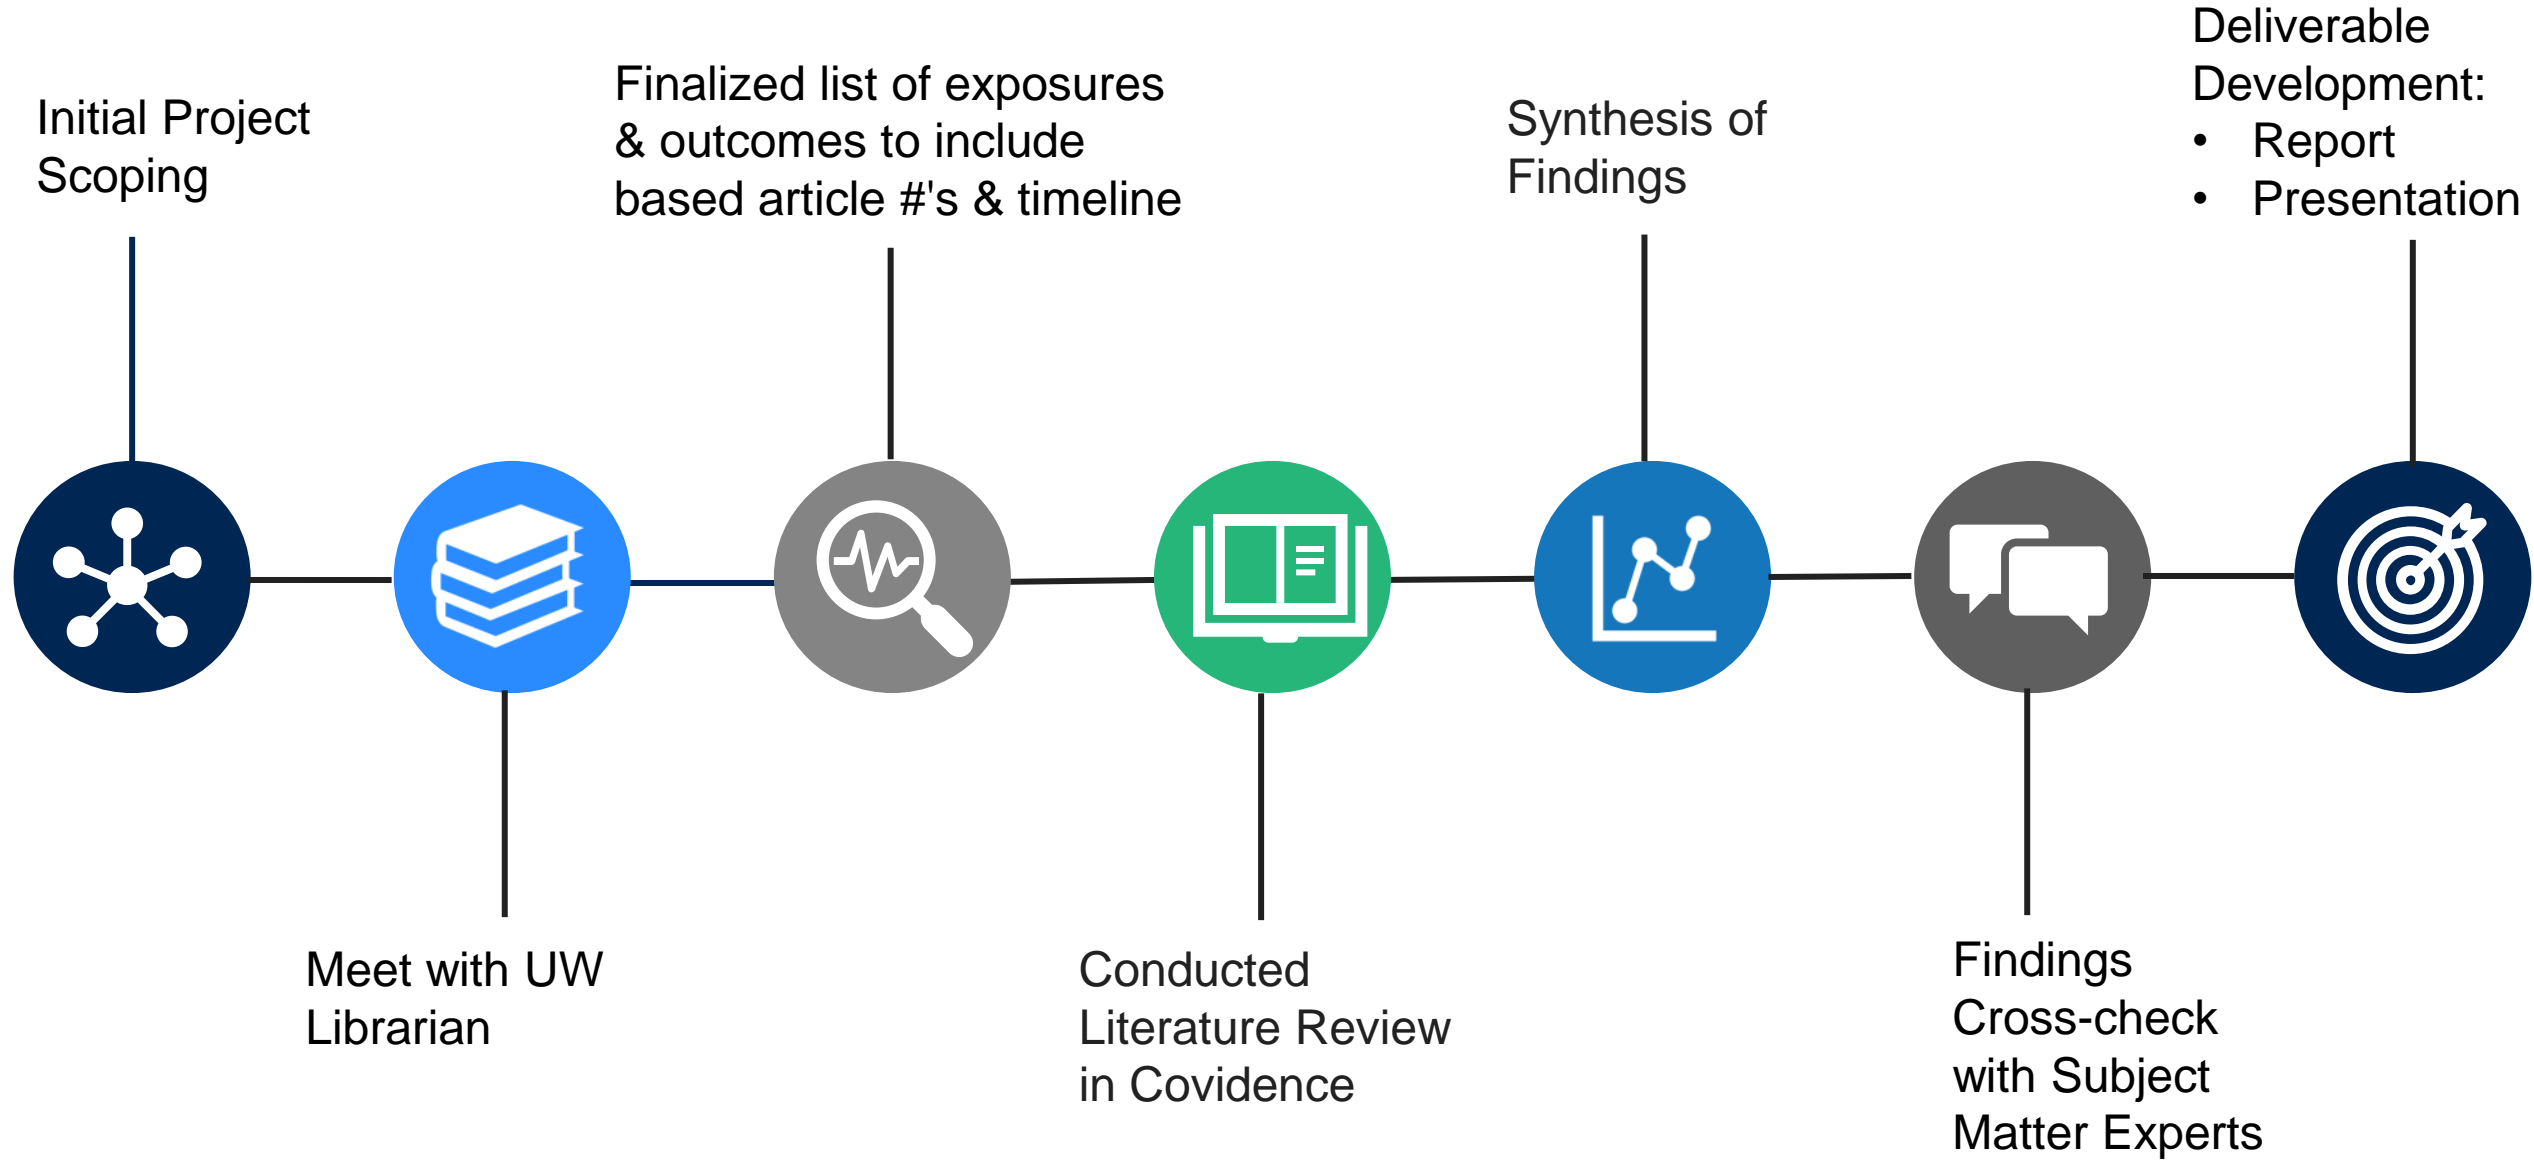 Initial Project
Scoping
Meet with UW
Librarian
Finalized list of exposures
& outcomes to include
based article #'s & timeline
Conducted
Literature Review
in Covidence
Synthesis of
Findings
Findings
Cross-check
with Subject
Matter Experts
Deliverable
Development:
• Report
• Presentation